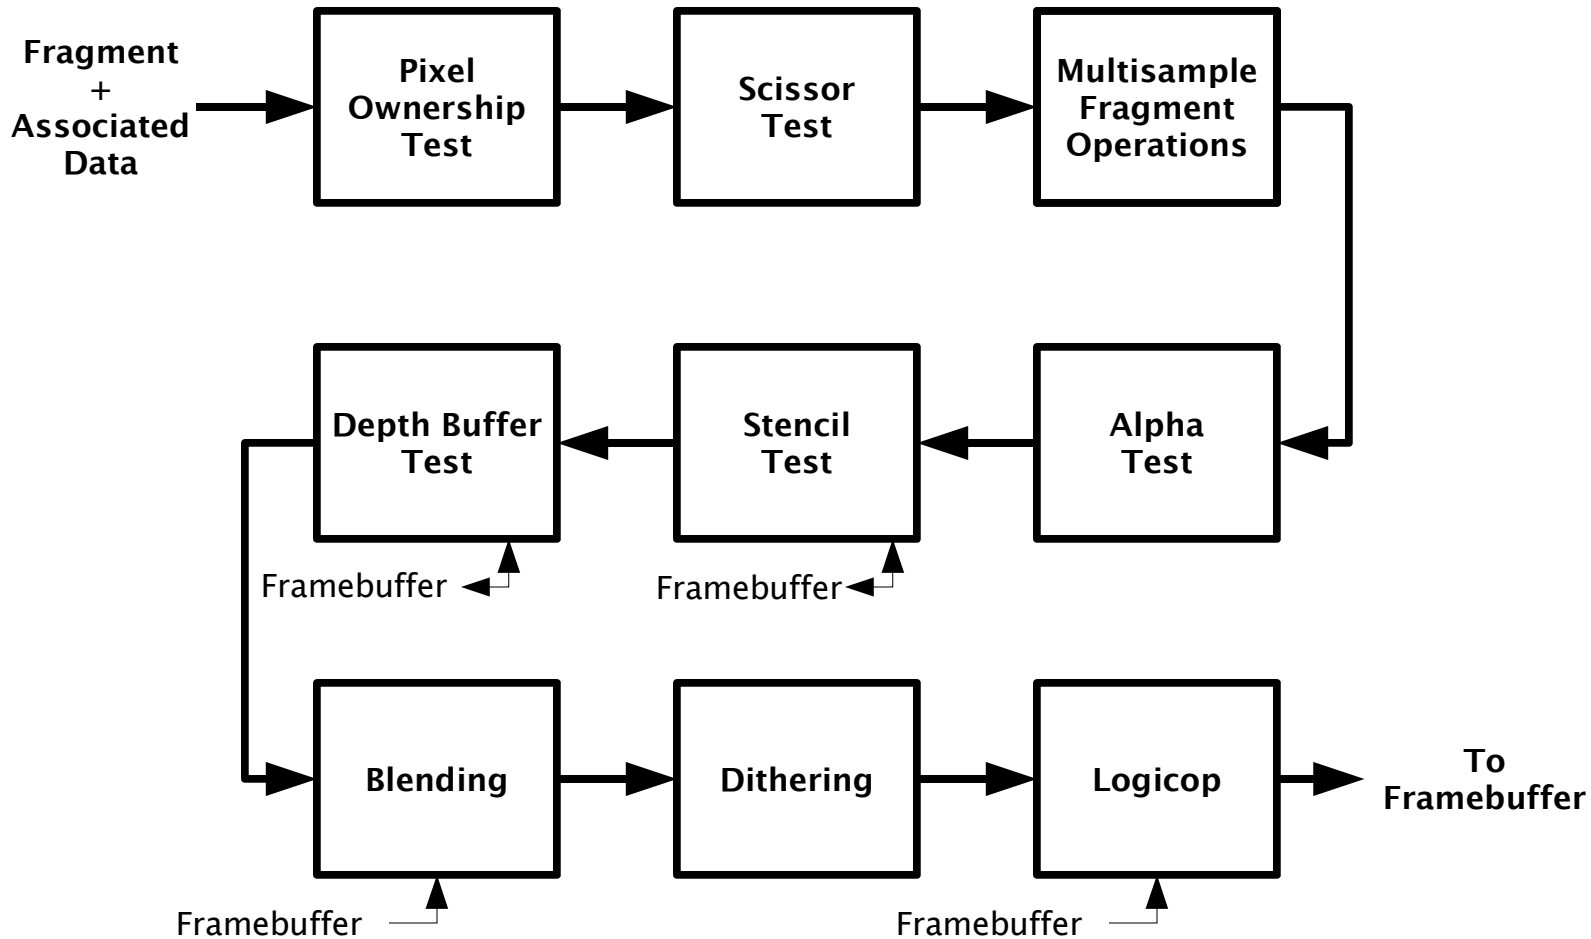 Fragment
+
Associated
Data
Pixel
Ownership
Test
Scissor
Test
Multisample
Fragment
Operations
Depth Buffer
Test
Stencil
Test
Alpha
Test
Framebuffer
Framebuffer
Blending
Dithering
Logicop
To
Framebuffer
Framebuffer
Framebuffer